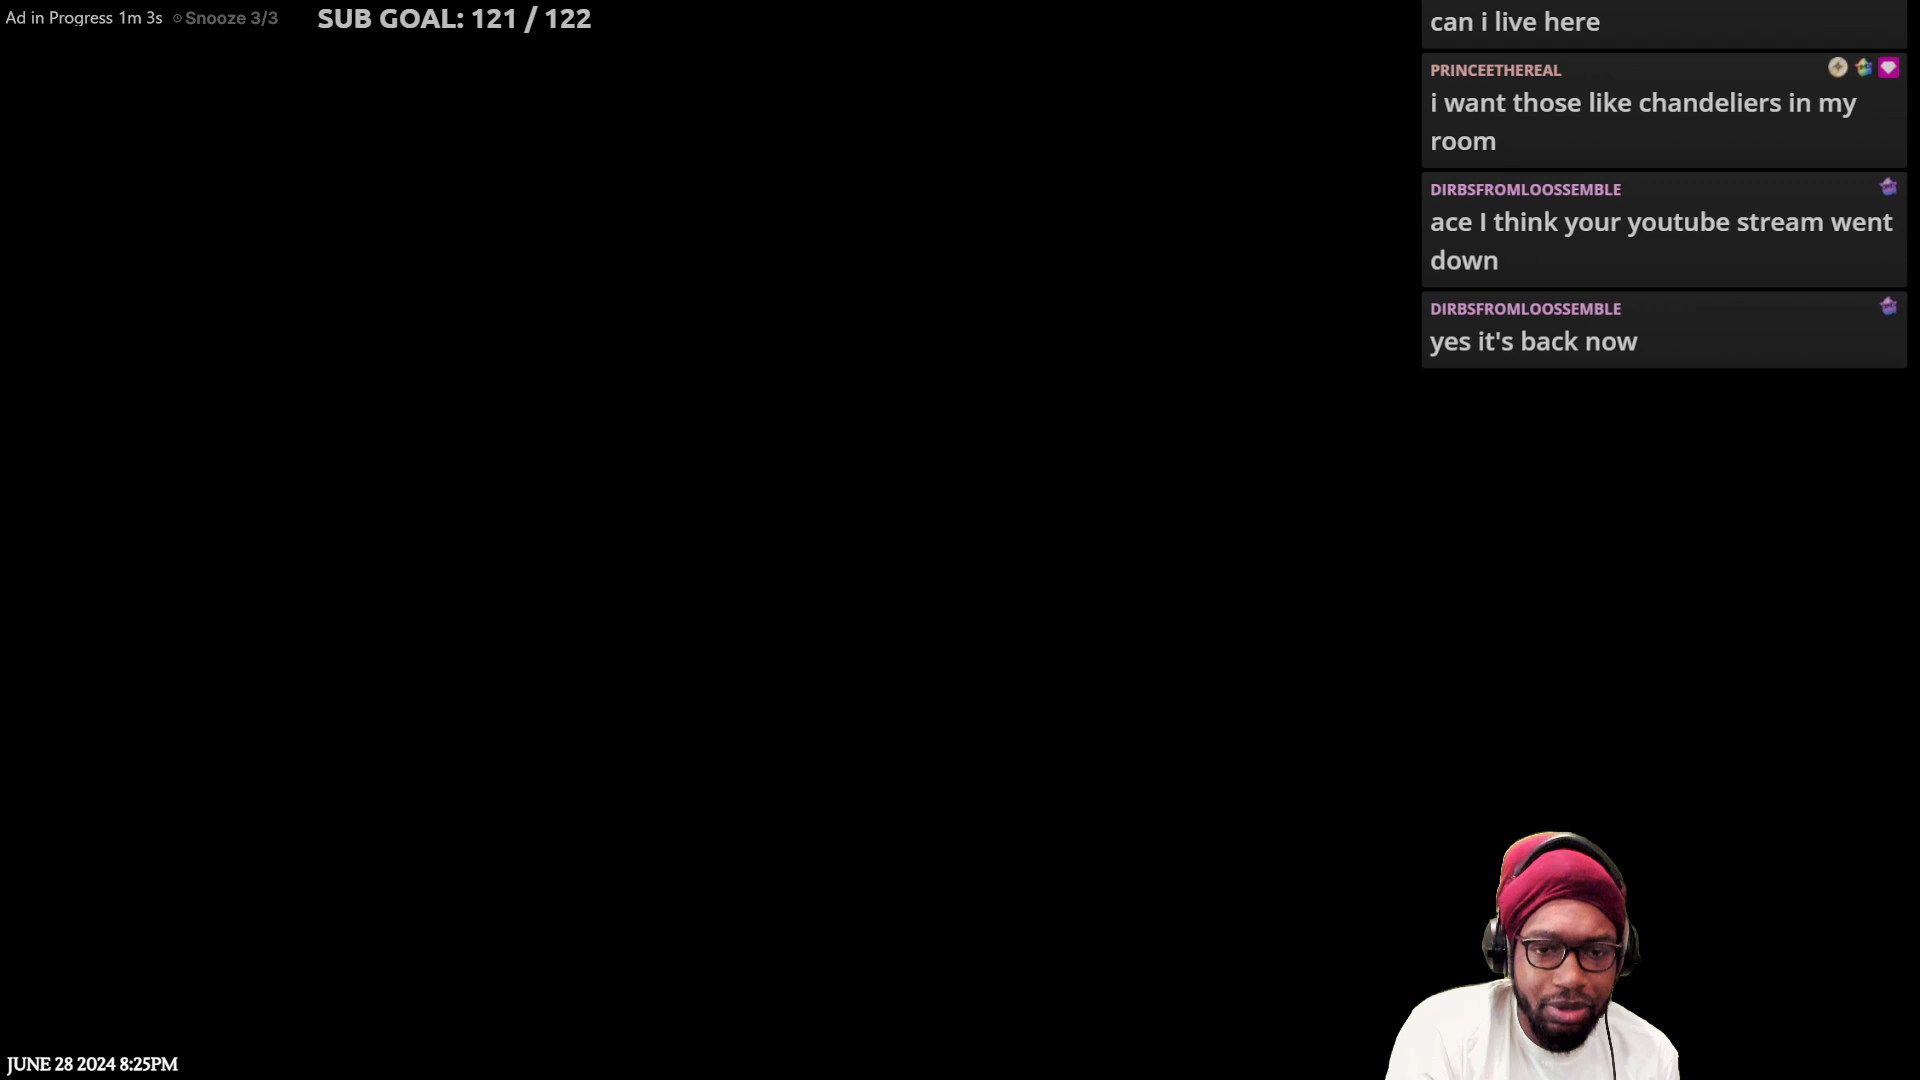 Ad in Progress 1m 3s Snooze 3/3 SUB GOAL: 121 / 122
can i live here
PRINCEETHEREAL
i want those like chandeliers in my
room
DIRBSFROMLOOSSEMBLE
ace I think your youtube stream went
down
DIRBSFROMLOOSSEMBLE
yes it's back now
JUNE 28 2024 8:25PM